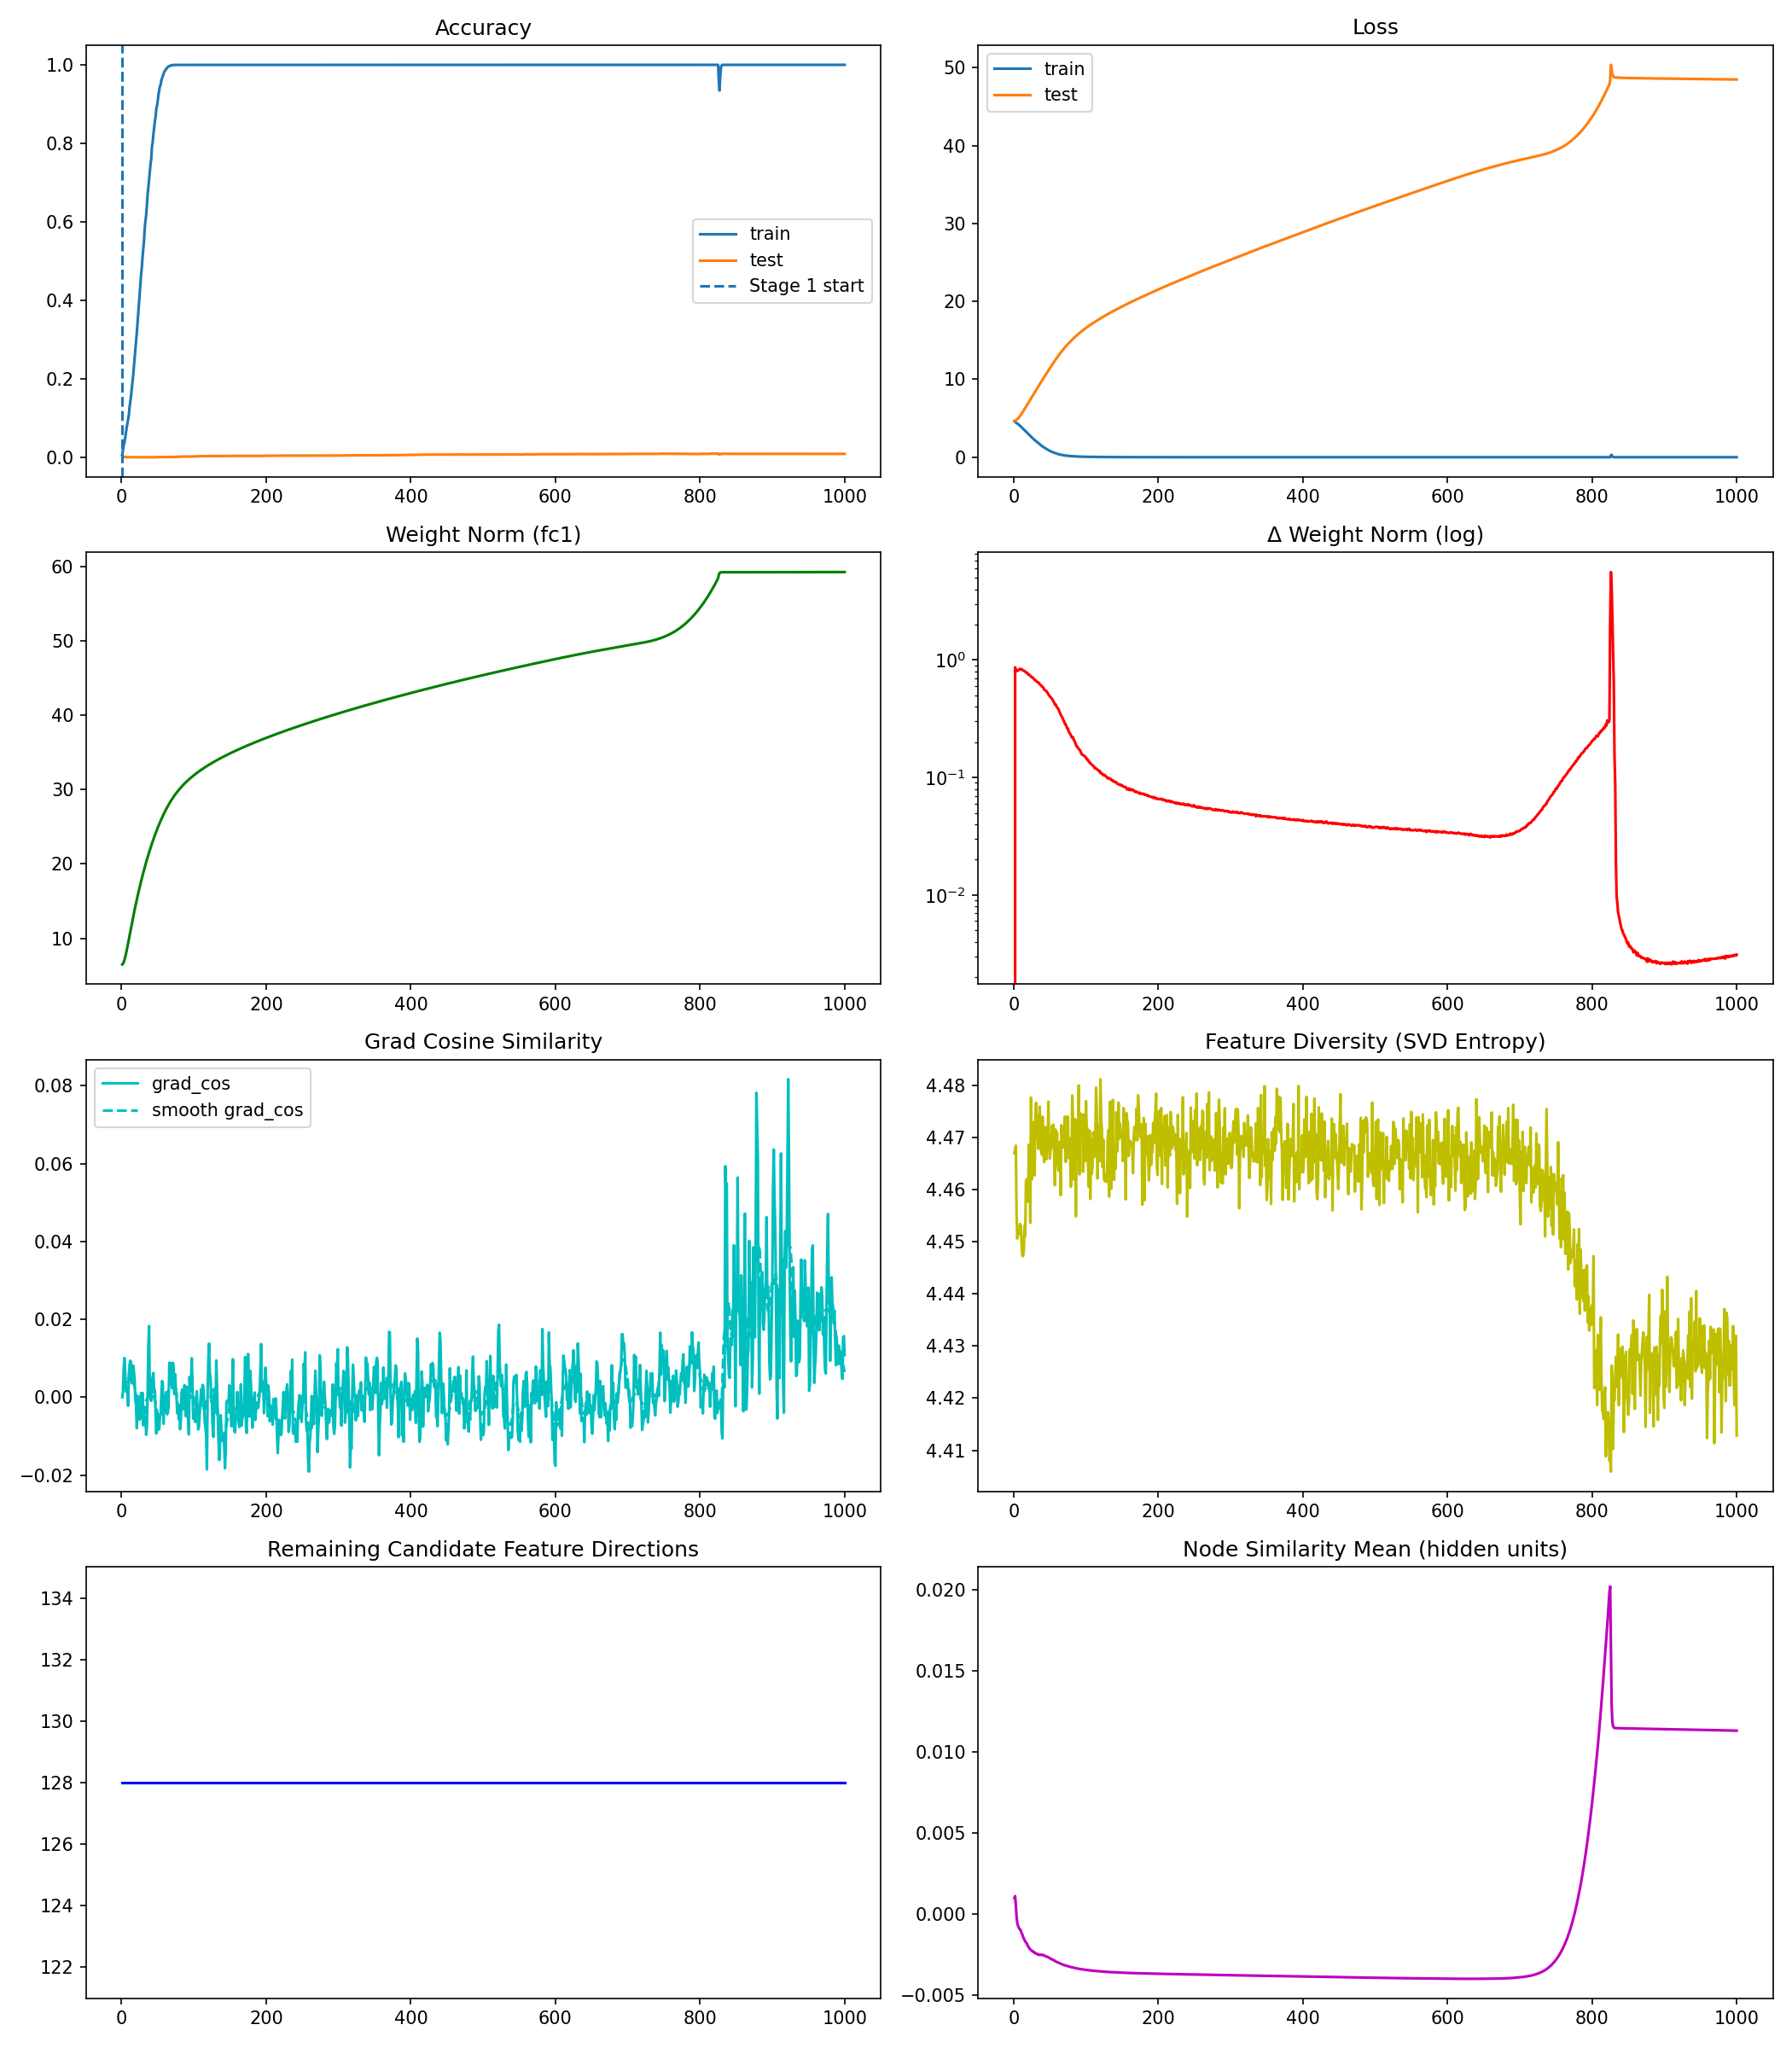 Accuracy
1.0
0.8
0.6
0.4
0.2
0.0
train
test
Stage 1 start
0 200 400 600 800 1000
Loss
train
test
50
40
30
20
10
0
0 200 400 600 800 1000
Weight Norm (fc1)
60
50
40
30
20
10
0 200 400 600 800 1000
Δ Weight Norm (log)
10⁰
10⁻¹
10⁻²
0 200 400 600 800 1000
Grad Cosine Similarity
grad_cos
smooth grad_cos
0.08
0.06
0.04
0.02
0.00
−0.02
0 200 400 600 800 1000
Feature Diversity (SVD Entropy)
4.48
4.47
4.46
4.45
4.44
4.43
4.42
4.41
0 200 400 600 800 1000
Remaining Candidate Feature Directions
134
132
130
128
126
124
122
0 200 400 600 800 1000
Node Similarity Mean (hidden units)
0.020
0.015
0.010
0.005
0.000
−0.005
0 200 400 600 800 1000